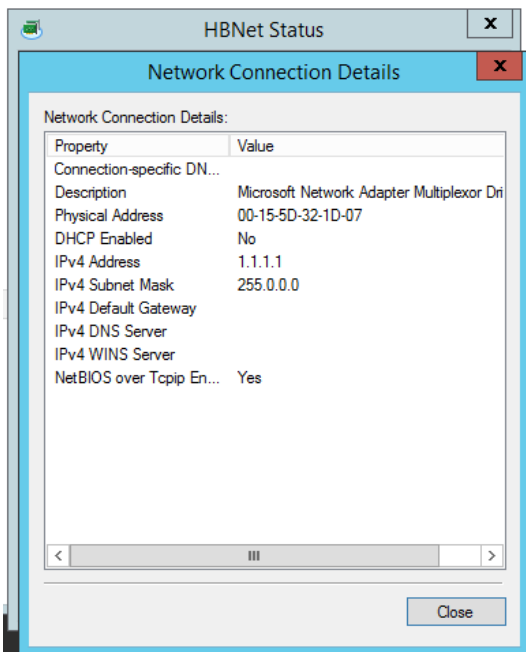 HBNet Status
x
Network Connection Details
x
Network Connection Details:
Property Value
Connection-specific DN...
Description Microsoft Network Adapter Multiplexor Dri
Physical Address 00-15-5D-32-1D-07
DHCP Enabled No
IPv4 Address 1.1.1.1
IPv4 Subnet Mask 255.0.0.0
IPv4 Default Gateway
IPv4 DNS Server
IPv4 WINS Server
NetBIOS over Tcpip En... Yes
Close